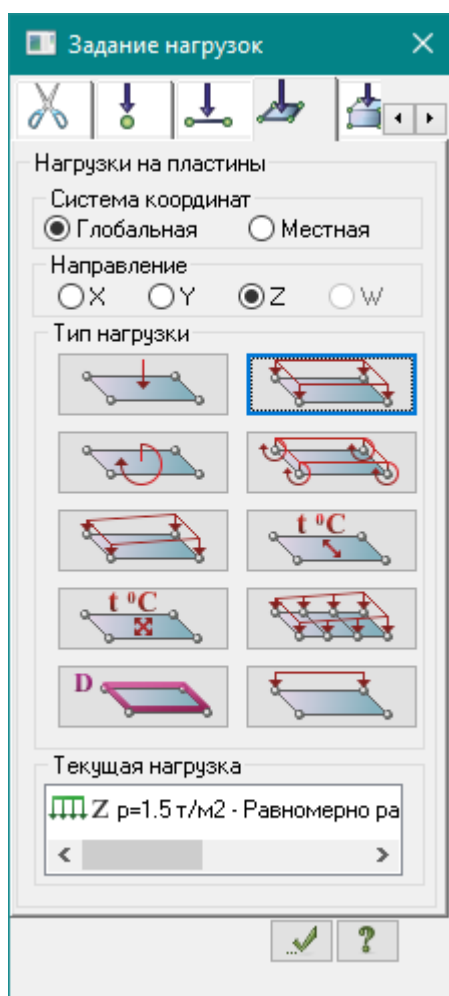 Задание нагрузок
Нагрузки на пластины
Система координат
Глобальная Местная
Направление
X Y Z W
Тип нагрузки
t °C
t °C
D
Текущая нагрузка
Z p=1.5 т/м2 - Равномерно ра
?